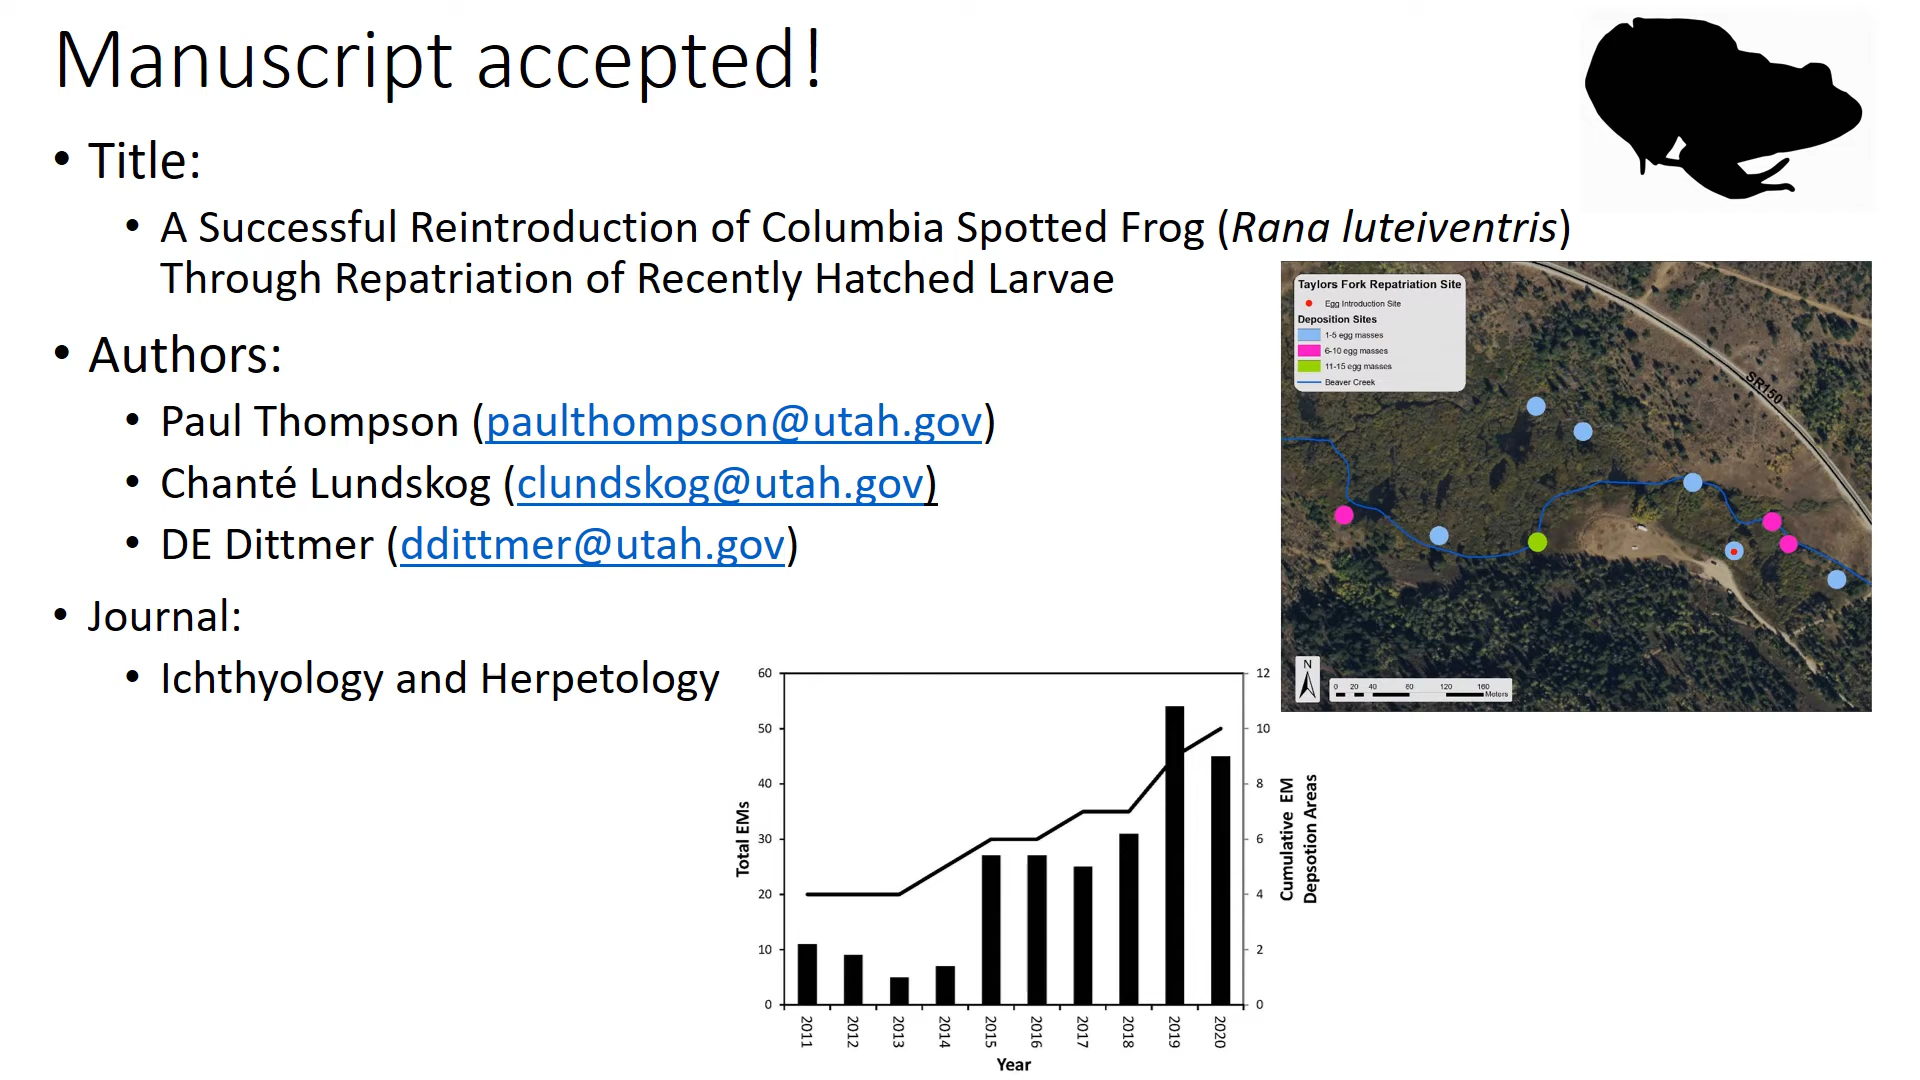 Manuscript accepted!
• Title:
• A Successful Reintroduction of Columbia Spotted Frog (Rana luteiventris)
Through Repatriation of Recently Hatched Larvae
• Authors:
• Paul Thompson (paulthompson@utah.gov)
• Chanté Lundskog (clundskog@utah.gov)
• DE Dittmer (ddittmer@utah.gov)
• Journal:
• Ichthyology and Herpetology
Taylors Fork Repatriation Site
Egg Introduction Site
Deposition Sites
1-5 egg masses
6-10 egg masses
11-15 egg masses
Beaver Creek
SR150
N
0 20 40 80 120 160
Meters
60
50
40
30
20
10
0
Total EMs
12
10
8
6
4
2
0
Cumulative EM
Depsotion Areas
2011 2012 2013 2014 2015 2016 2017 2018 2019 2020
Year